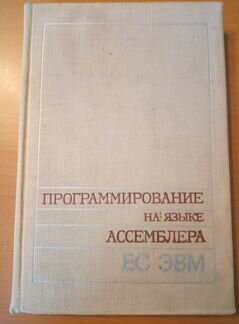 ПРОГРАММИРОВАНИЕ
НА ЯЗЫКЕ
АССЕМБЛЕРА
ЕС ЭВМ